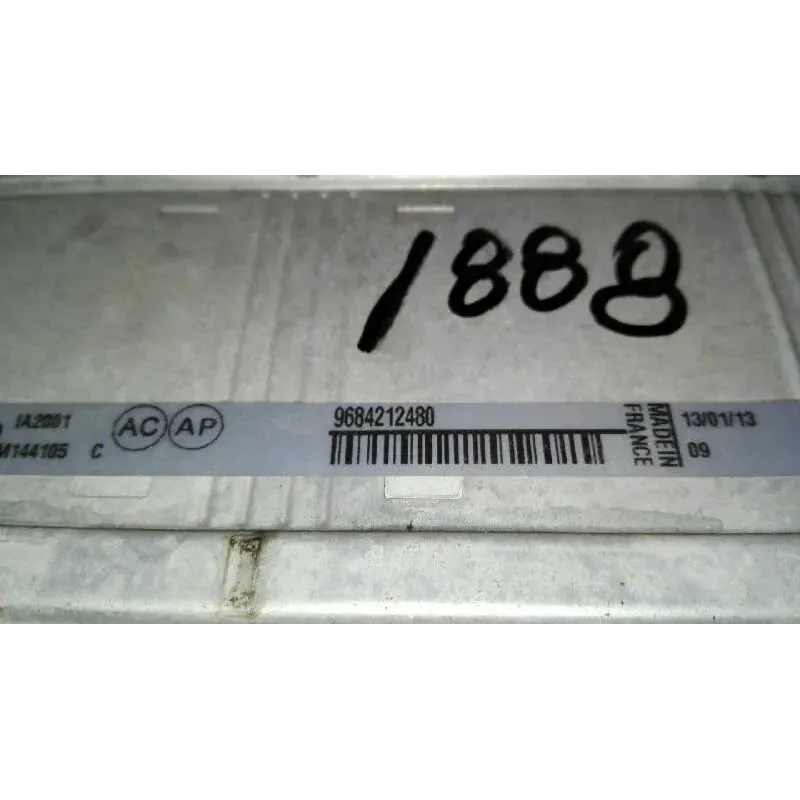 1888
IA2001
M144105 C
AC AP
9684212480
MADE IN
FRANCE
13/01/13
09